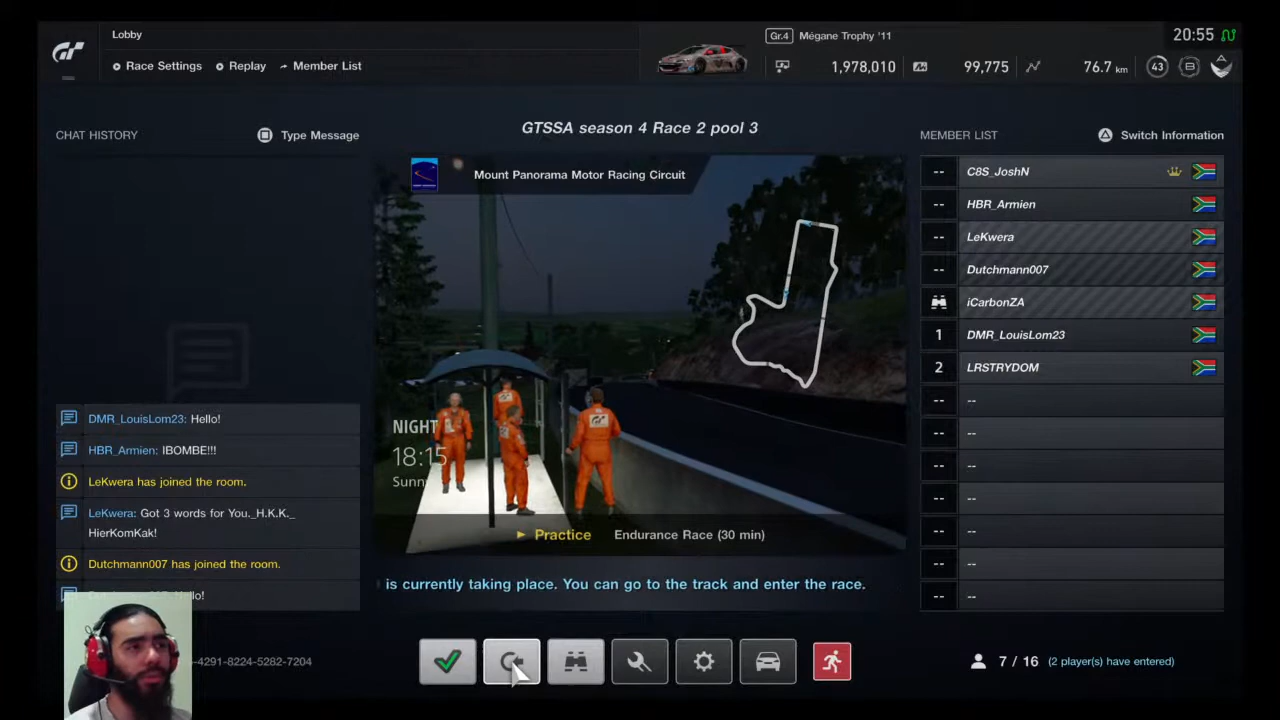 Lobby
Race Settings
Replay
Member List
Gr.4 Mégane Trophy '11
1,978,010
99,775
76.7 km
43
B
20:55
CHAT HISTORY
Type Message
GTSSA season 4 Race 2 pool 3
Mount Panorama Motor Racing Circuit
NIGHT
18:15
Sunn
Practice Endurance Race (30 min)
is currently taking place. You can go to the track and enter the race.
DMR_LouisLom23: Hello!
HBR_Armien: IBOMBE!!!
LeKwera has joined the room.
LeKwera: Got 3 words for You._H.K.K._
HierKomKak!
Dutchmann007 has joined the room.
MEMBER LIST
Switch Information
-- C8S_JoshN
-- HBR_Armien
-- LeKwera
-- Dutchmann007
iCarbonZA
1 DMR_LouisLom23
2 LRSTRYDOM
-- --
-- --
-- --
-- --
-- --
-- --
-- --
-4291-8224-5282-7204
7 / 16 (2 player(s) have entered)